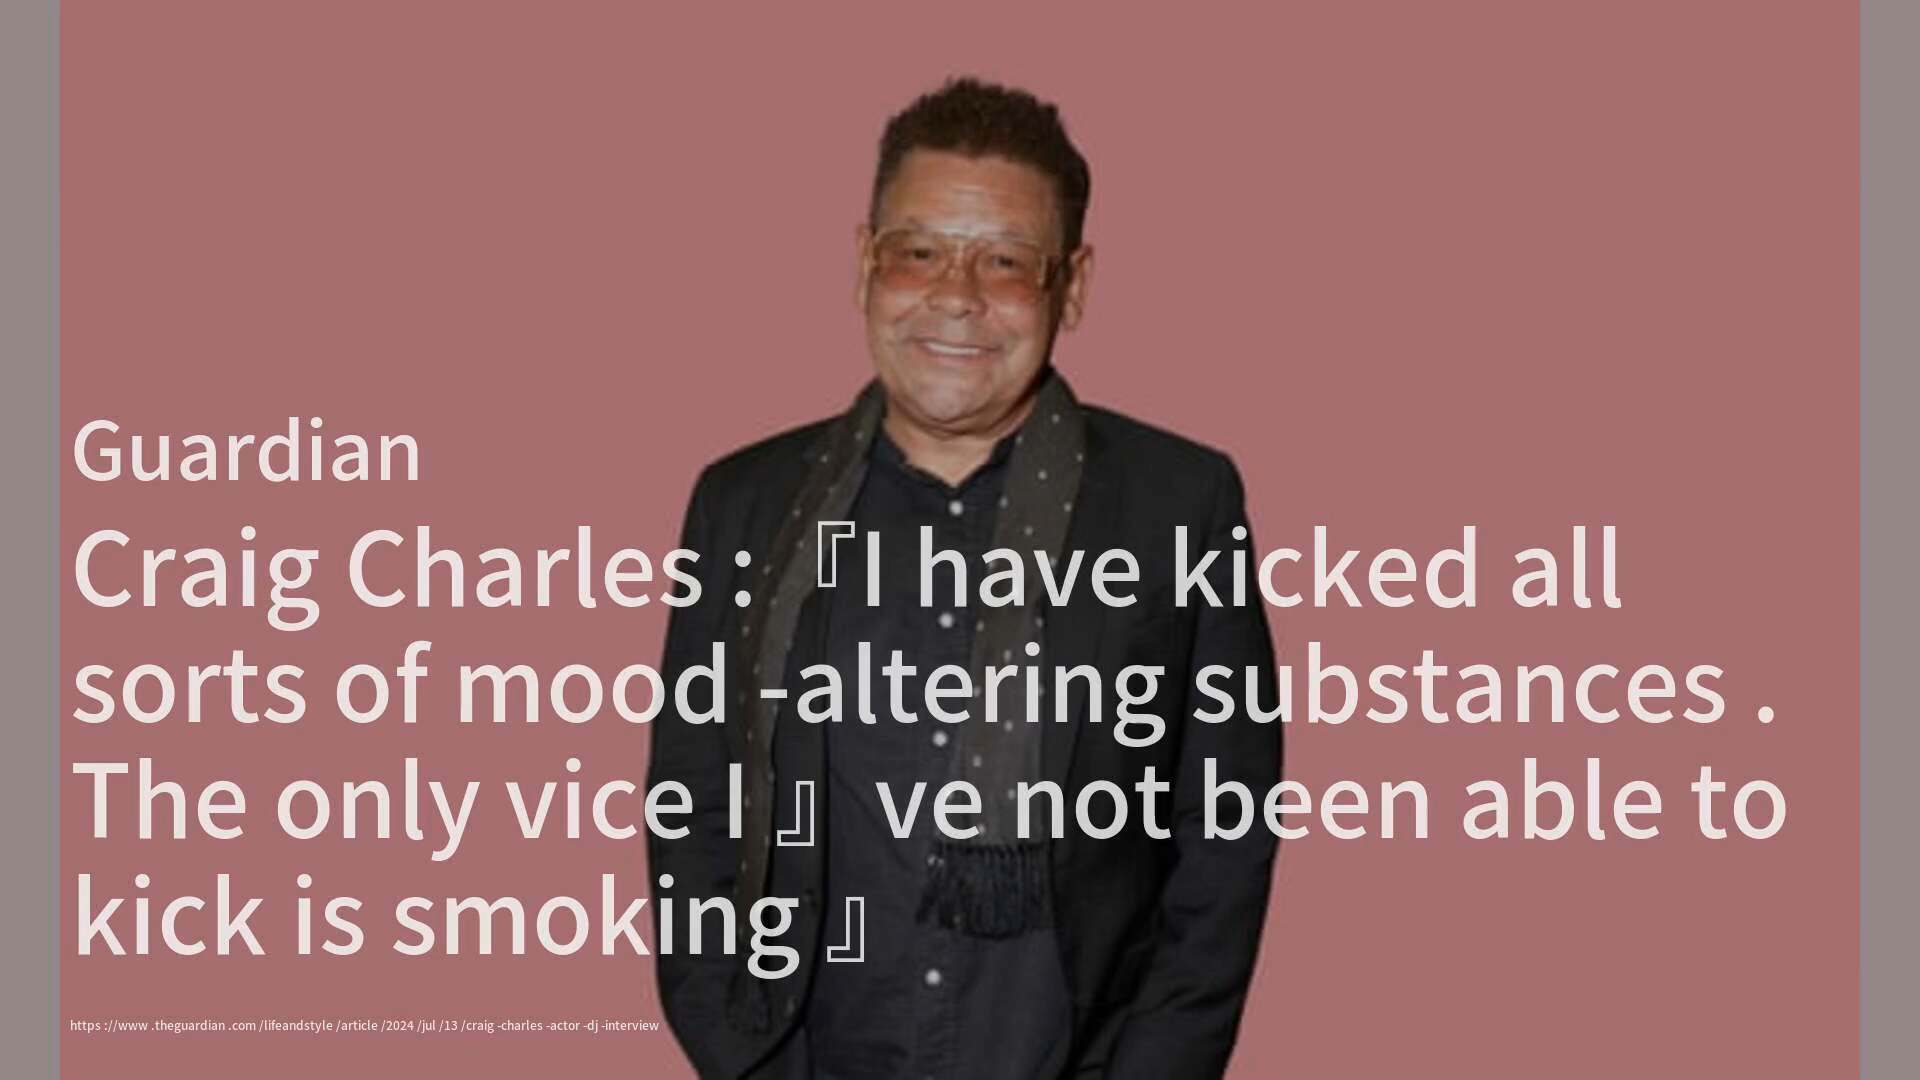 Guardian
Craig Charles :『I have kicked all
sorts of mood -altering substances .
The only vice I 』 ve not been able to
kick is smoking 』
https ://www .theguardian .com /lifeandstyle /article /2024 /jul /13 /craig -charles -actor -dj -interview